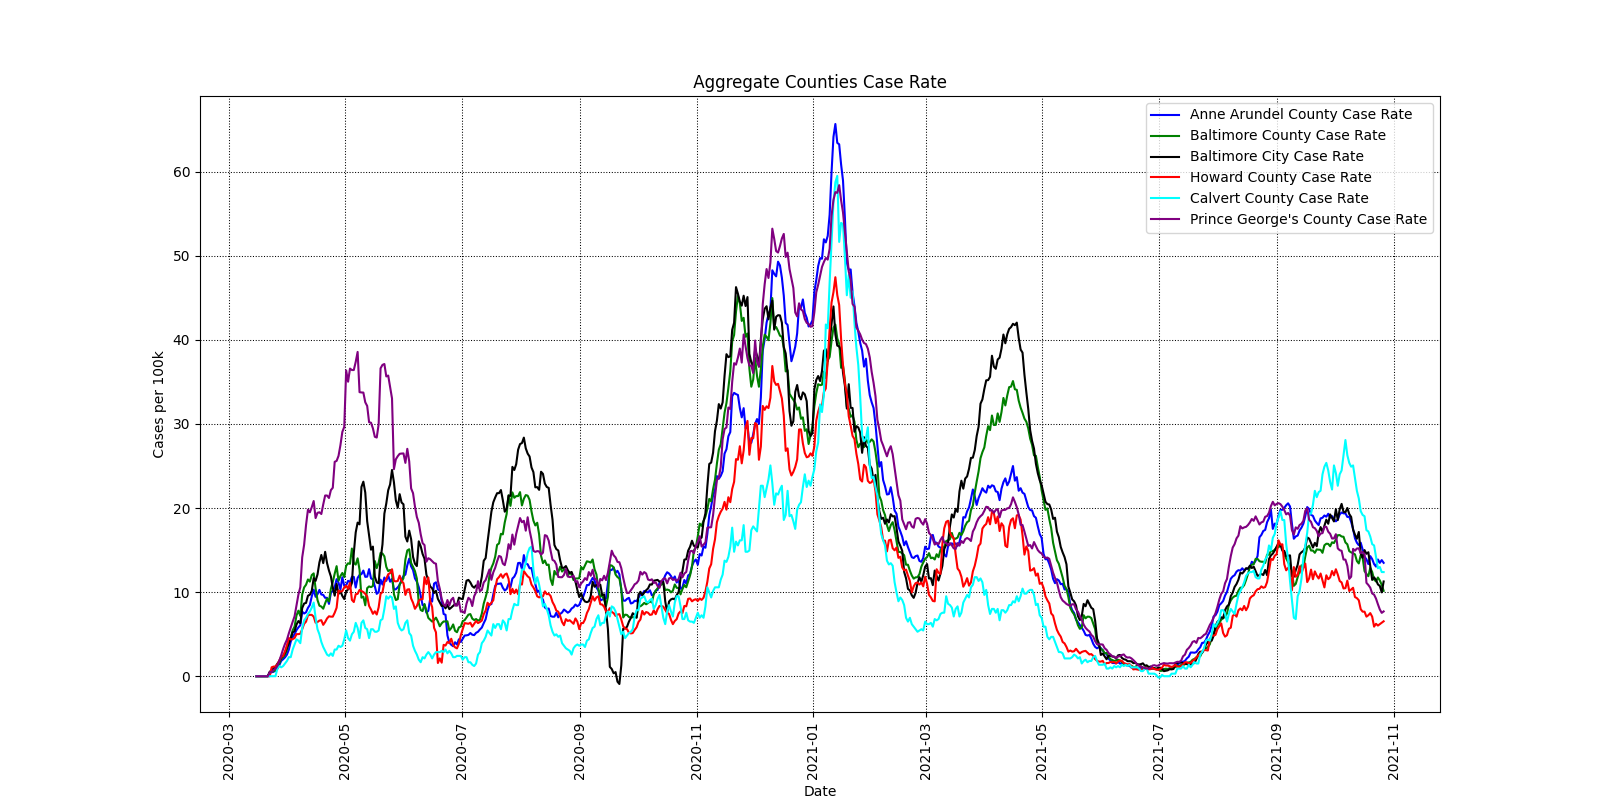 Aggregate Counties Case Rate
Anne Arundel County Case Rate
Baltimore County Case Rate
Baltimore City Case Rate
Howard County Case Rate
Calvert County Case Rate
Prince George's County Case Rate
Cases per 100k
60
50
40
30
20
10
0
2020-03
2020-05
2020-07
2020-09
2020-11
2021-01
2021-03
2021-05
2021-07
2021-09
2021-11
Date